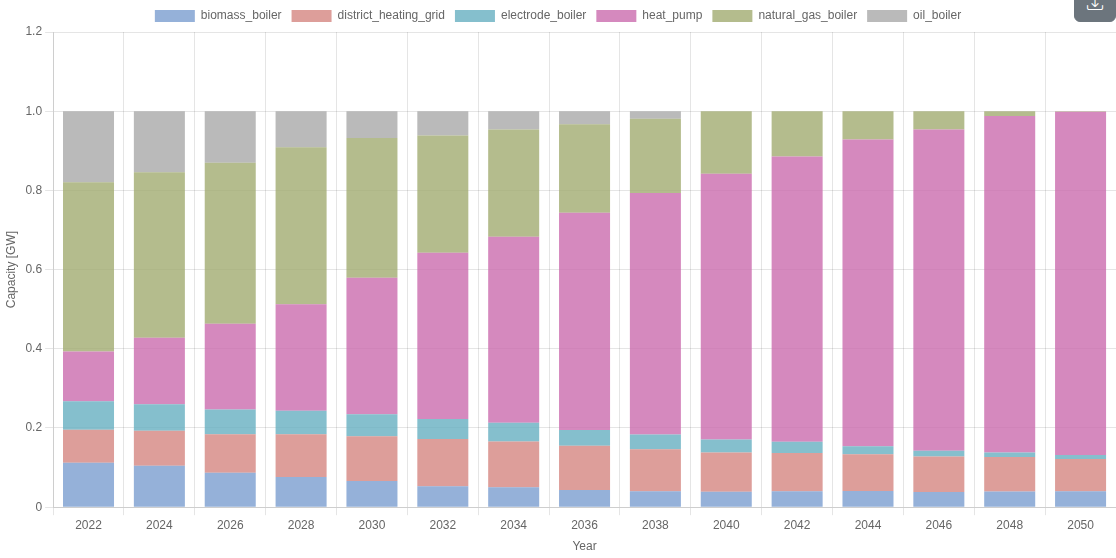 biomass_boiler district_heating_grid electrode_boiler heat_pump natural_gas_boiler oil_boiler
1.2
1.0
0.8
0.6
0.4
0.2
0
Capacity [GW]
2022 2024 2026 2028 2030 2032 2034 2036 2038 2040 2042 2044 2046 2048 2050
Year